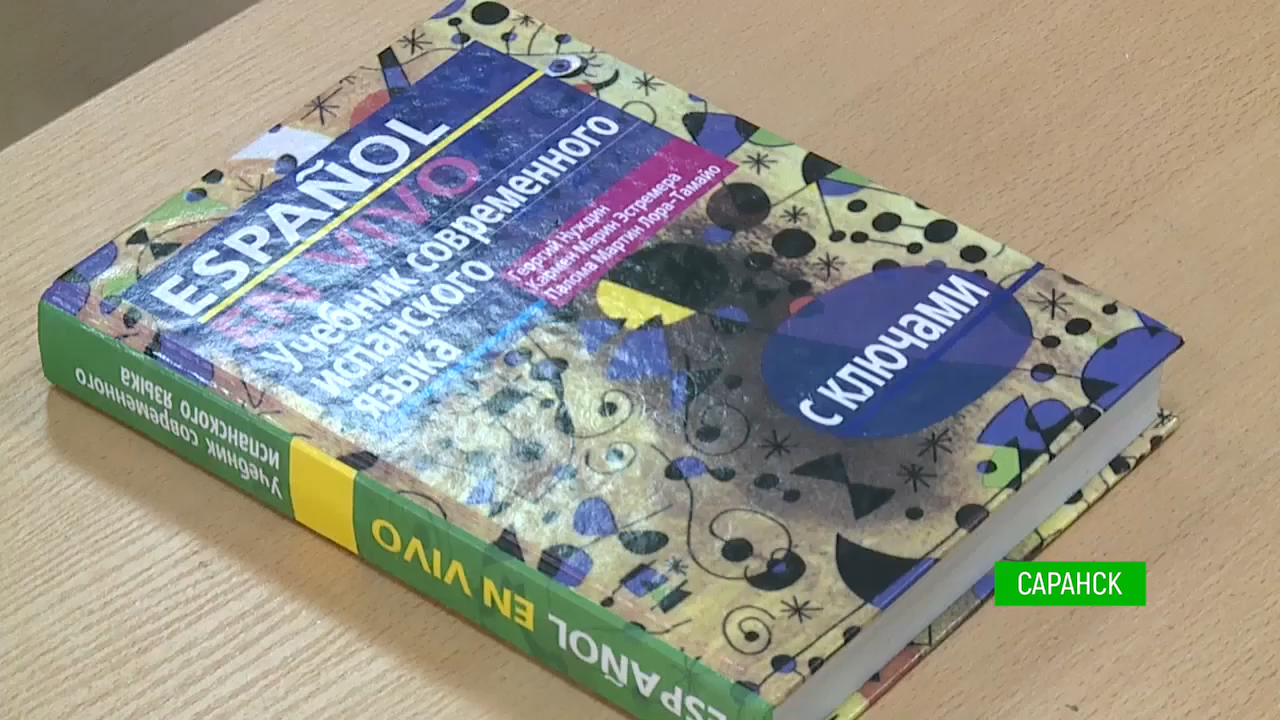 ESPAÑOL
EN VIVO
учебник современного
испанского
языка
Георгий Нуждин
Кармен Марин Эстремера
Палома Мартин Лора-Тамайо
С КЛЮЧАМИ
ESPAÑOL EN VIVO
Учебник современного
испанского языка
САРАНСК